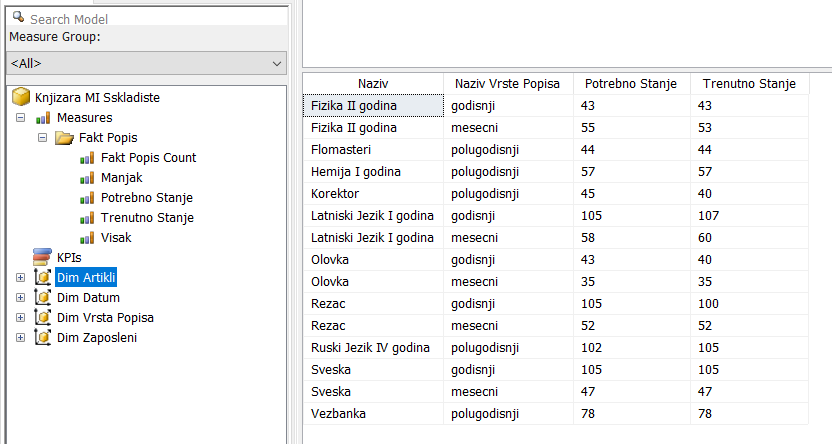 Search Model
Measure Group:
<All>
Knjizara MI Sskladiste
Measures
Fakt Popis
Fakt Popis Count
Manjak
Potrebno Stanje
Trenutno Stanje
Visak
KPIs
Dim Artikli
Dim Datum
Dim Vrsta Popisa
Dim Zaposleni
Naziv Naziv Vrste Popisa Potrebno Stanje Trenutno Stanje
Fizika II godina godisnji 43 43
Fizika II godina mesecni 55 53
Flomasteri polugodisnji 44 44
Hemija I godina polugodisnji 57 57
Korektor polugodisnji 45 40
Latniski Jezik I godina godisnji 105 107
Latniski Jezik I godina mesecni 58 60
Olovka godisnji 43 40
Olovka mesecni 35 35
Rezac godisnji 105 100
Rezac mesecni 52 52
Ruski Jezik IV godina polugodisnji 102 105
Sveska godisnji 105 105
Sveska mesecni 47 47
Vezbanka polugodisnji 78 78